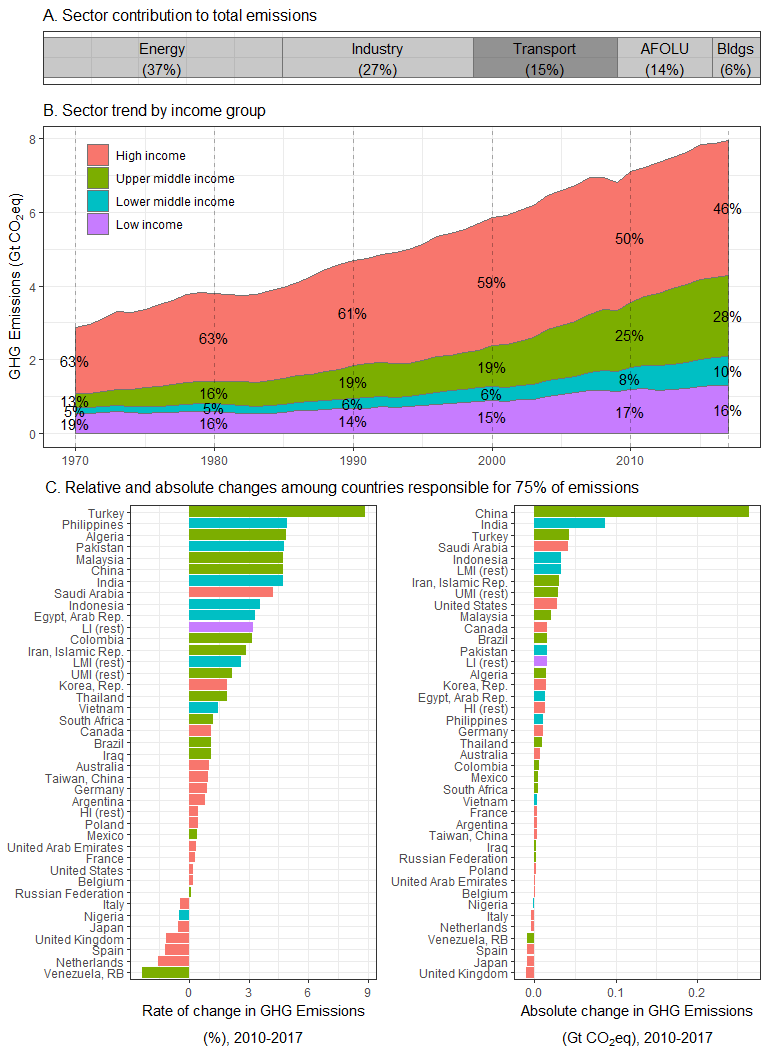 A. Sector contribution to total emissions
Energy Industry Transport AFOLU Bldgs
(37%) (27%) (15%) (14%) (6%)
B. Sector trend by income group
GHG Emissions (Gt CO₂eq)
8
6
4
2
0
High income
Upper middle income
Lower middle income
Low income
63% 63% 61% 59% 50% 46%
13% 16% 19% 19% 25% 28%
5% 5% 6% 6% 8% 10%
19% 16% 14% 15% 17% 16%
1970 1980 1990 2000 2010
C. Relative and absolute changes amoung countries responsible for 75% of emissions
Turkey
Philippines
Algeria
Pakistan
Malaysia
China
India
Saudi Arabia
Indonesia
Egypt, Arab Rep.
LI (rest)
Colombia
Iran, Islamic Rep.
LMI (rest)
UMI (rest)
Korea, Rep.
Thailand
Vietnam
South Africa
Canada
Brazil
Iraq
Australia
Taiwan, China
Germany
Argentina
HI (rest)
Poland
Mexico
United Arab Emirates
France
United States
Belgium
Russian Federation
Italy
Nigeria
Japan
United Kingdom
Spain
Netherlands
Venezuela, RB
0 3 6 9
Rate of change in GHG Emissions
(%), 2010-2017
China
India
Turkey
Saudi Arabia
Indonesia
LMI (rest)
Iran, Islamic Rep.
UMI (rest)
United States
Malaysia
Canada
Brazil
Pakistan
LI (rest)
Algeria
Korea, Rep.
Egypt, Arab Rep.
HI (rest)
Philippines
Germany
Thailand
Australia
Colombia
Mexico
South Africa
Vietnam
France
Argentina
Taiwan, China
Iraq
Russian Federation
Poland
United Arab Emirates
Belgium
Nigeria
Italy
Netherlands
Venezuela, RB
Spain
Japan
United Kingdom
0.0 0.1 0.2
Absolute change in GHG Emissions
(Gt CO₂eq), 2010-2017